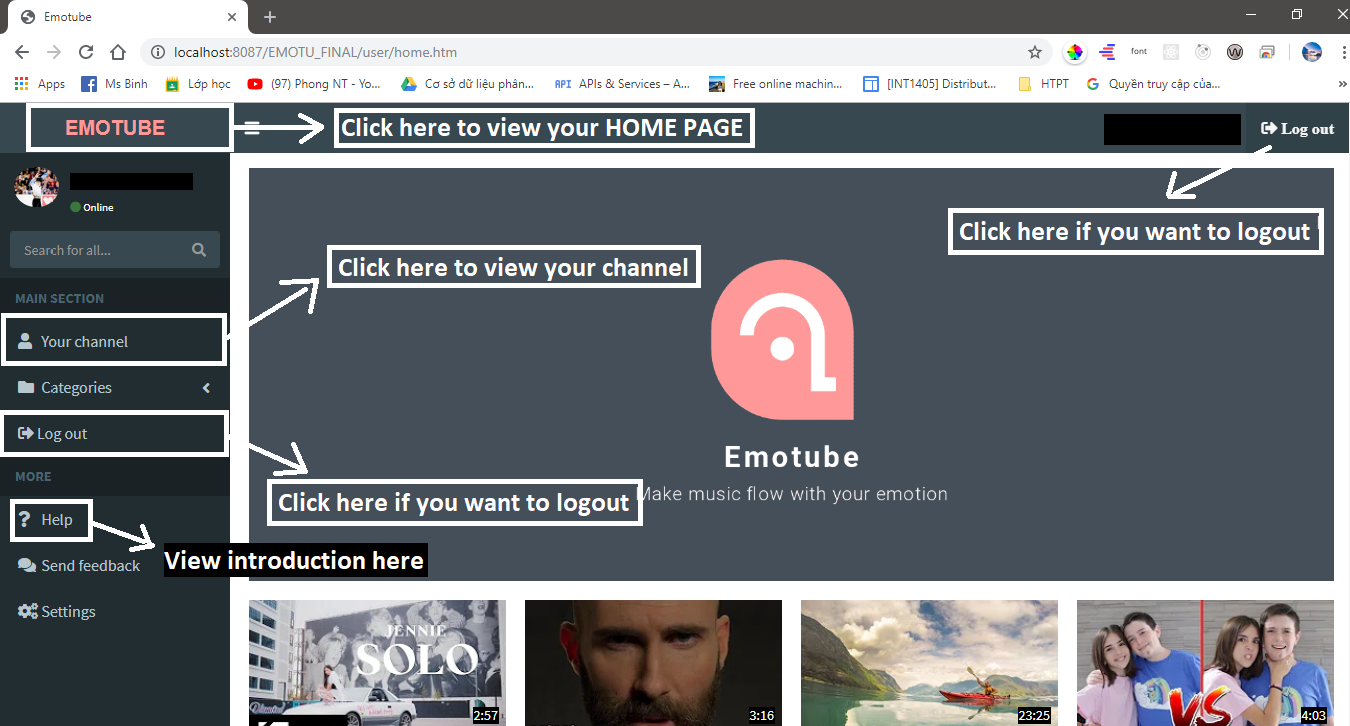 Emotube
localhost:8087/EMOTU_FINAL/user/home.htm
font
Apps
Ms Binh
Lớp học
(97) Phong NT - Yo...
Cơ sở dữ liệu phân...
API APIs & Services – A...
Free online machin...
[INT1405] Distribut...
HTPT
Quyền truy cập của...
EMOTUBE
Click here to view your HOME PAGE
Log out
Online
Click here if you want to logout
Search for all...
Click here to view your channel
MAIN SECTION
Your channel
Categories
Log out
Emotube
MORE
Click here if you want to logout
Make music flow with your emotion
Help
View introduction here
Send feedback
Settings
JENNIE
SOLO
VS
2:57
3:16
23:25
4:03